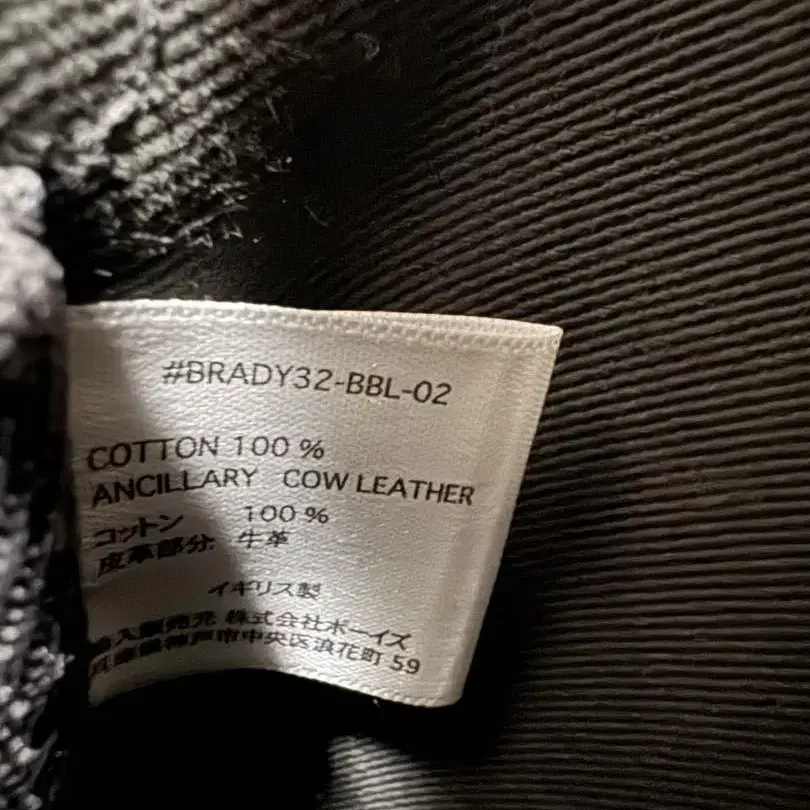 #BRADY32-BBL-02
COTTON 100 %
ANCILLARY COW LEATHER
コットン 100 %
皮革部分 牛革
イギリス製
輸入販売元 株式会社ボーイズ
兵庫県神戸市中央区浪花町 59